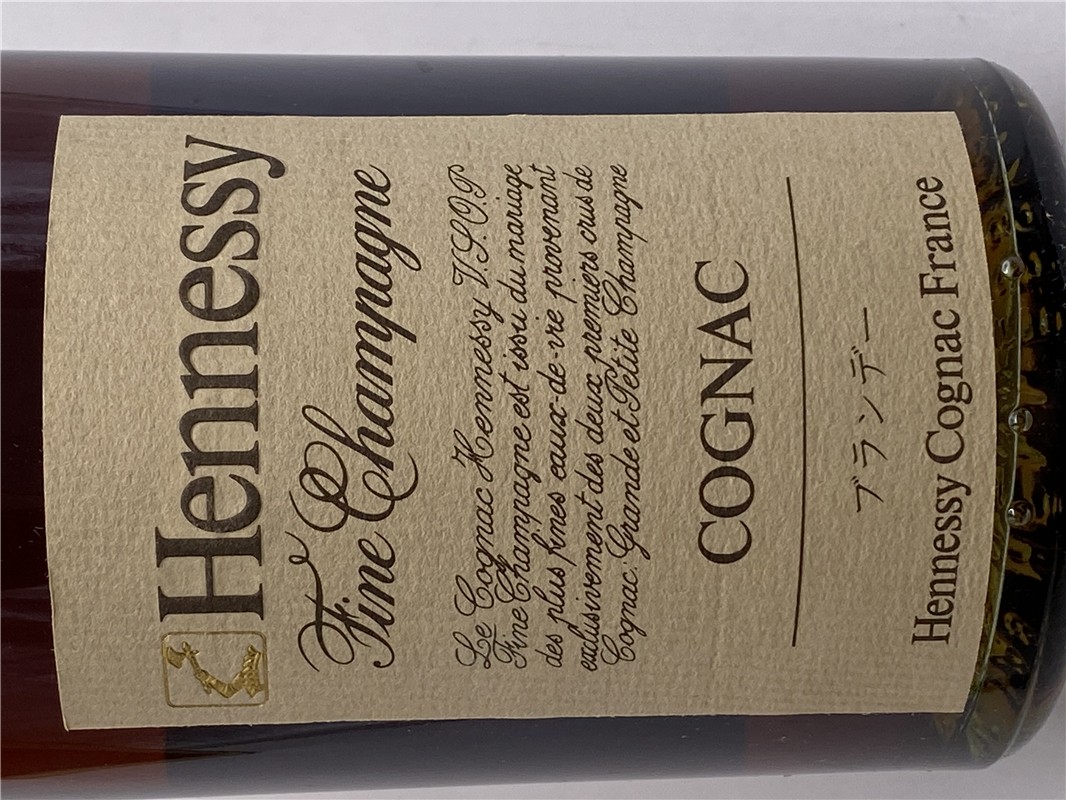 Hennessy
Fine Champagne
Le Cognac Hennessy V.S.O.P
Fine Champagne est issu du mariage
des plus fines eaux-de-vie provenant
exclusivement des deux premiers crus de
Cognac: Grande et Petite Champagne
COGNAC
ブランデー
Hennessy Cognac France